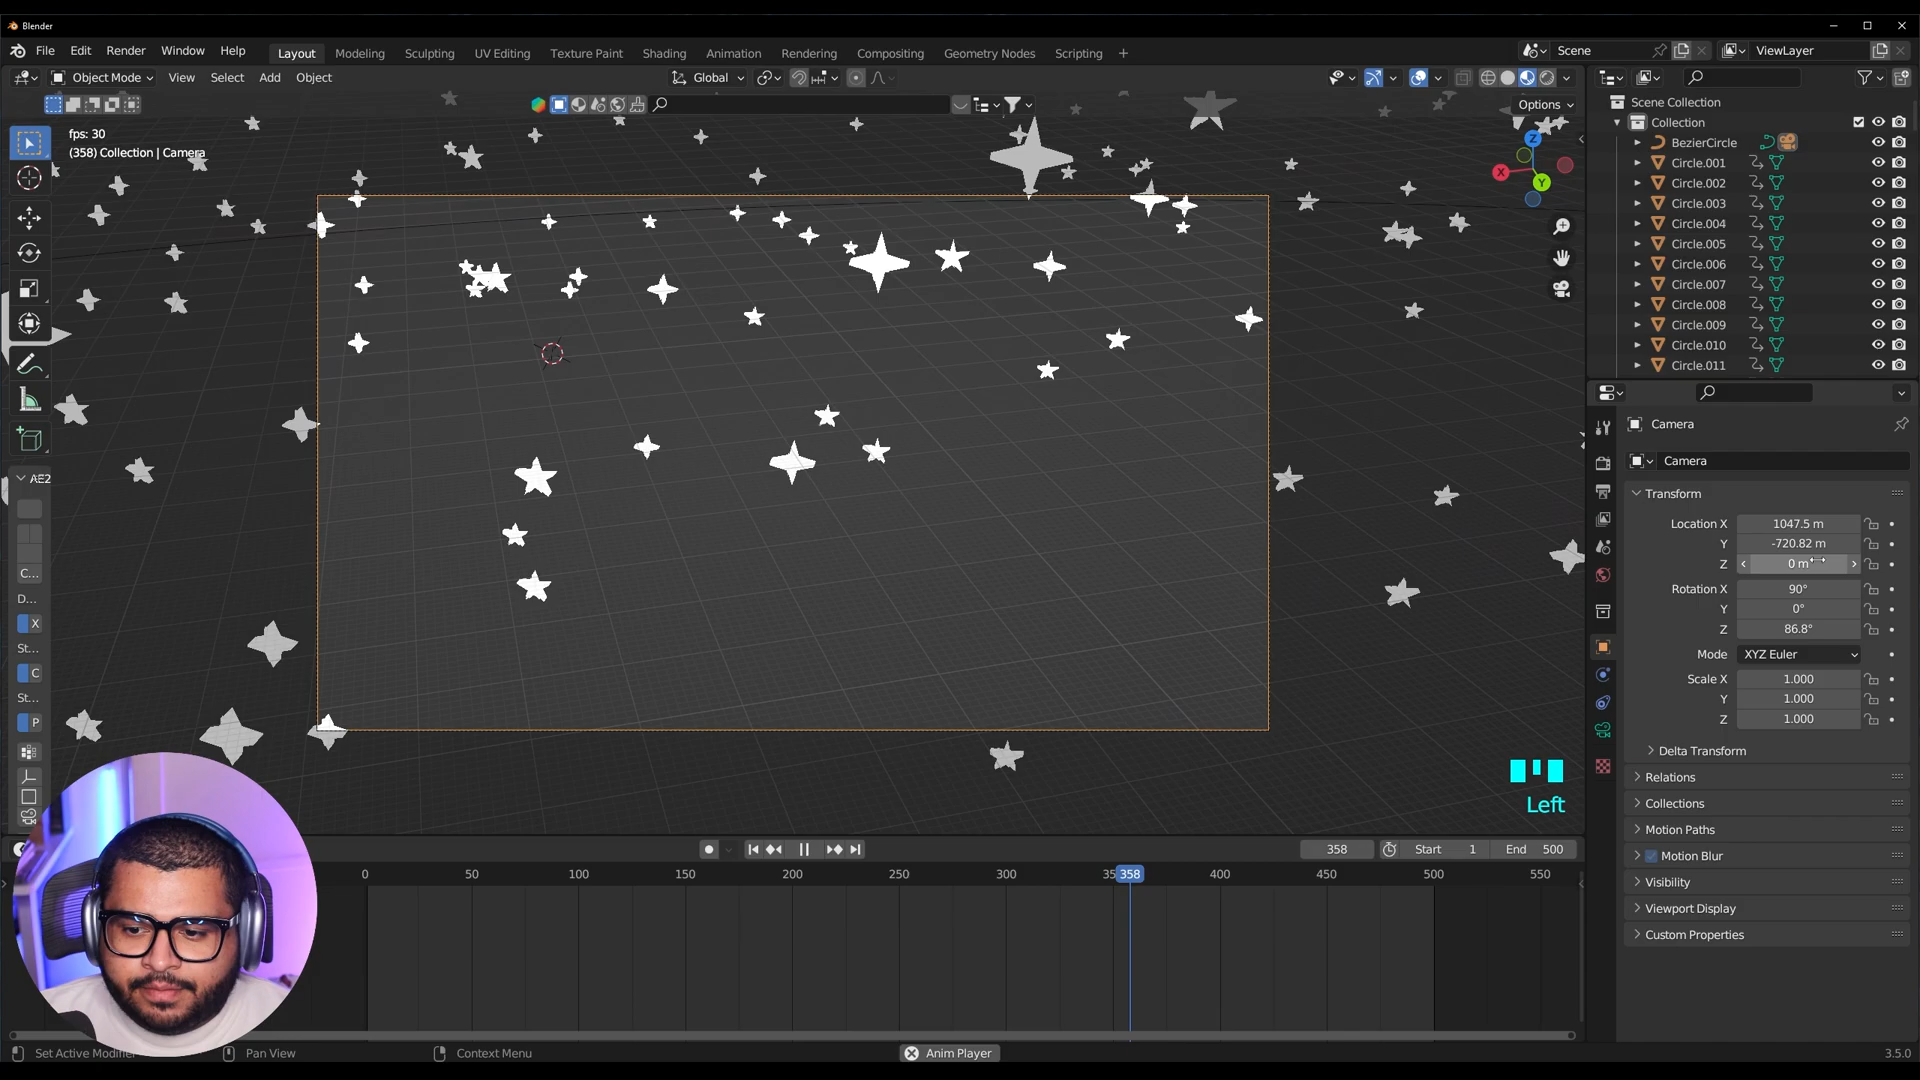 Blender
File Edit Render Window Help
Layout Modeling Sculpting UV Editing Texture Paint Shading Animation Rendering Compositing Geometry Nodes Scripting +
Scene
ViewLayer
Object Mode View Select Add Object
Global
Options
fps: 30
(358) Collection | Camera
X
Y
Z
AE2
C...
D...
X
St...
C
St...
P
Left
Scene Collection
Collection
BezierCircle
Circle.001
Circle.002
Circle.003
Circle.004
Circle.005
Circle.006
Circle.007
Circle.008
Circle.009
Circle.010
Circle.011
Camera
Camera
Transform
Location X 1047.5 m
Y -720.82 m
Z 0 m
Rotation X 90°
Y 0°
Z 86.8°
Mode XYZ Euler
Scale X 1.000
Y 1.000
Z 1.000
Delta Transform
Relations
Collections
Motion Paths
Motion Blur
Visibility
Viewport Display
Custom Properties
358 Start 1 End 500
0 50 100 150 200 250 300 35 358 400 450 500 550
Set Active Modifier Pan View Context Menu Anim Player 3.5.0